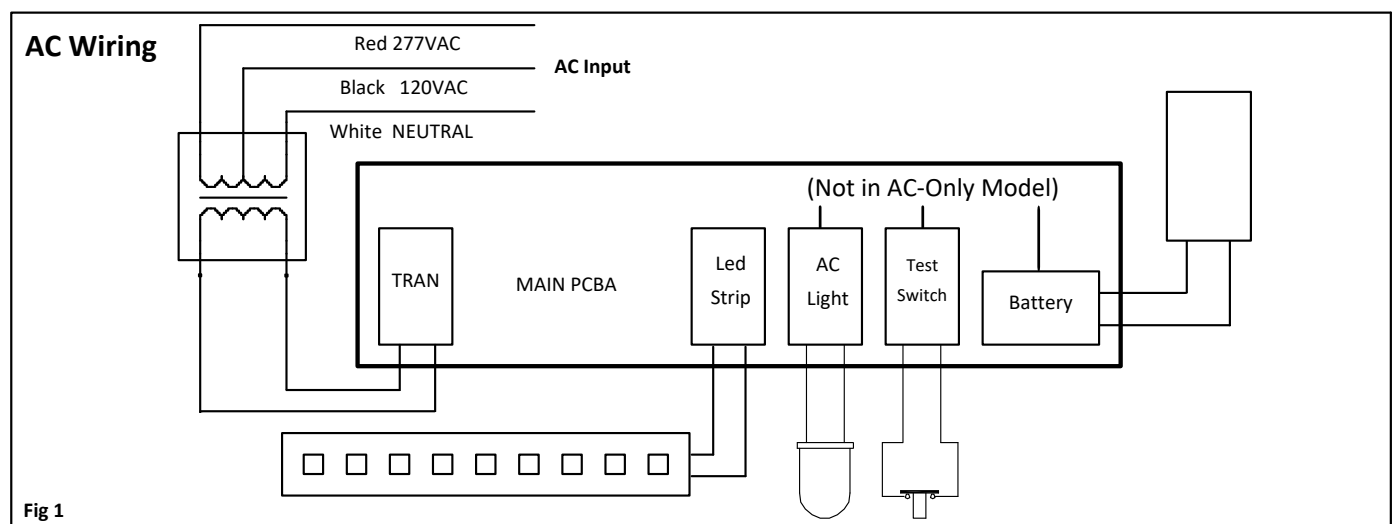 AC Wiring
Red 277VAC
AC Input
Black 120VAC
White NEUTRAL
(Not in AC-Only Model)
TRAN
MAIN PCBA
Led
Strip
AC
Light
Test
Switch
Battery
Fig 1